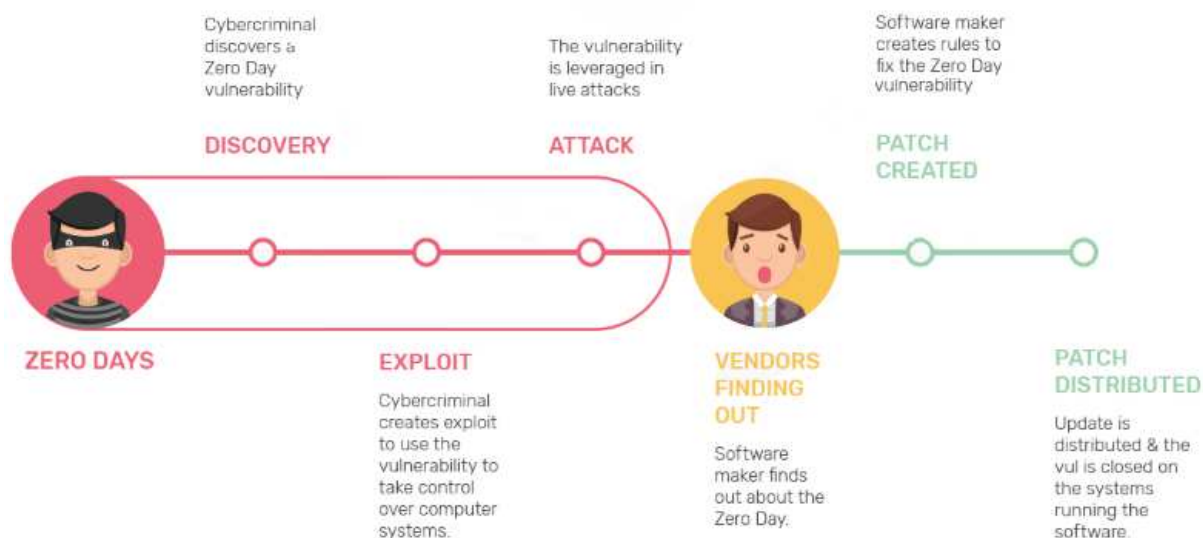 Cybercriminal
discovers a
Zero Day
vulnerability
DISCOVERY
The vulnerability
is leveraged in
live attacks
ATTACK
Software maker
creates rules to
fix the Zero Day
vulnerability
PATCH
CREATED
ZERO DAYS
EXPLOIT
Cybercriminal
creates exploit
to use the
vulnerability to
take control
over computer
systems.
VENDORS
FINDING
OUT
Software
maker finds
out about the
Zero Day.
PATCH
DISTRIBUTED
Update is
distributed & the
vul is closed on
the systems
running the
software.